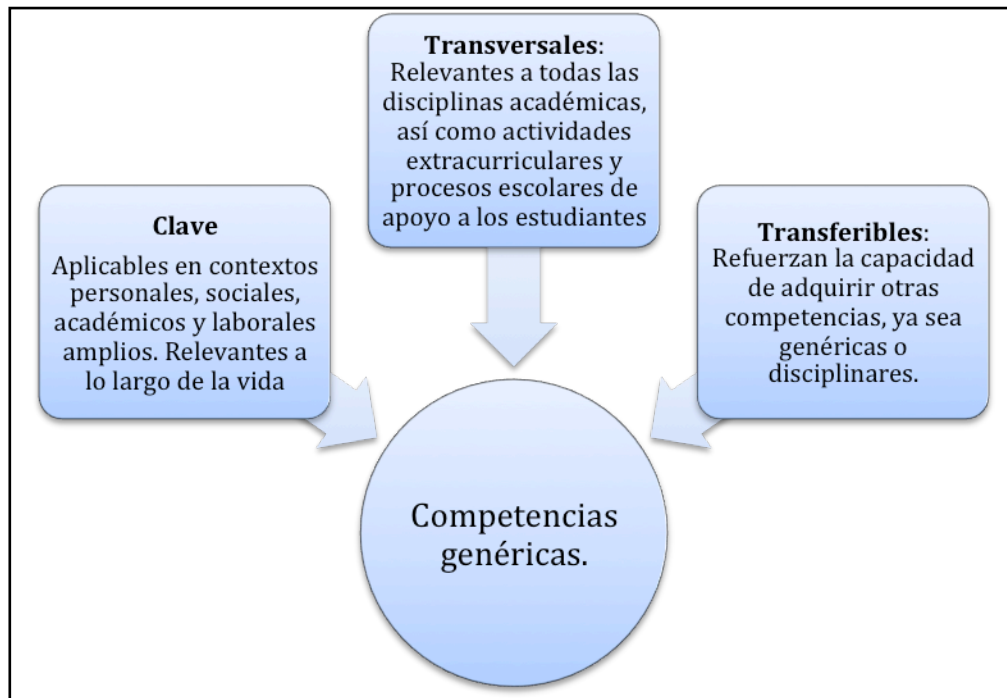 Transversales:
Relevantes a todas las
disciplinas académicas,
así como actividades
extracurriculares y
procesos escolares de
apoyo a los estudiantes
Clave
Aplicables en contextos
personales, sociales,
académicos y laborales
amplios. Relevantes a
lo largo de la vida
Transferibles:
Refuerzan la capacidad
de adquirir otras
competencias, ya sea
genéricas o
disciplinares.
Competencias
genéricas.